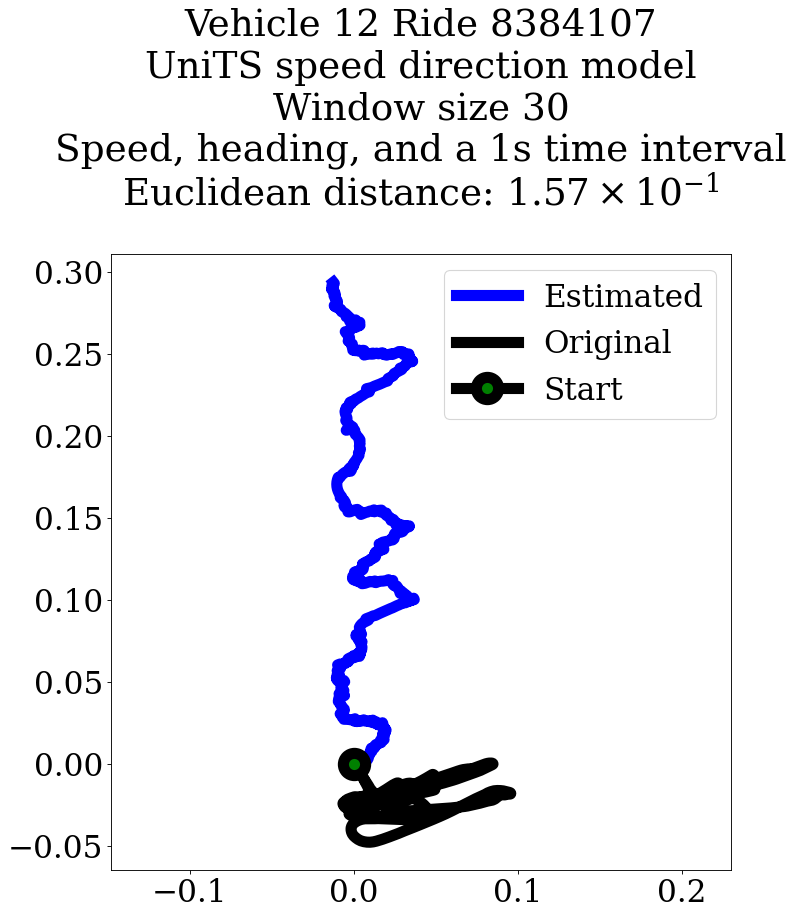 Vehicle 12 Ride 8384107
UniTS speed direction model
Window size 30
Speed, heading, and a 1s time interval
Euclidean distance: 1.57 × 10⁻¹
0.30
0.25
0.20
0.15
0.10
0.05
0.00
−0.05
−0.1
0.0
0.1
0.2
Estimated
Original
Start